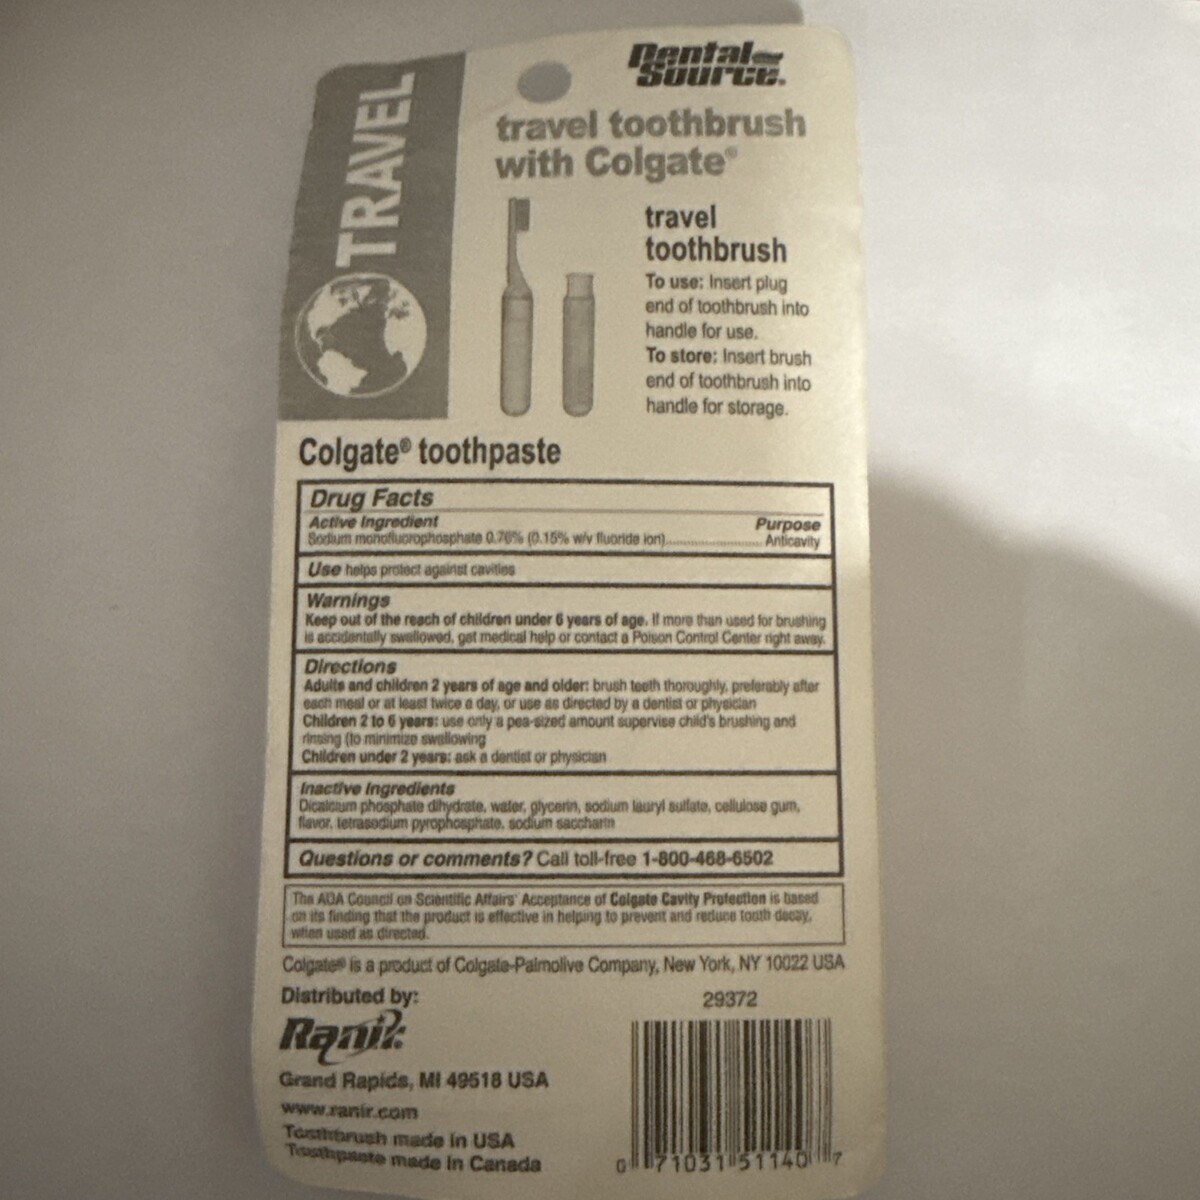 TRAVEL
Dental
Source.
travel toothbrush
with Colgate®
travel
toothbrush
To use: Insert plug
end of toothbrush into
handle for use.
To store: Insert brush
end of toothbrush into
handle for storage.
Colgate® toothpaste
Drug Facts
Active Ingredient Purpose
Sodium monofluorophosphate 0.76% (0.15% w/v fluoride ion)........................ Anticavity
Use helps protect against cavities
Warnings
Keep out of the reach of children under 6 years of age. If more than used for brushing
is accidentally swallowed, get medical help or contact a Poison Control Center right away.
Directions
Adults and children 2 years of age and older: brush teeth thoroughly, preferably after
each meal or at least twice a day, or use as directed by a dentist or physician
Children 2 to 6 years: use only a pea-sized amount supervise child's brushing and
rinsing (to minimize swallowing
Children under 2 years: ask a dentist or physician
Inactive Ingredients
Dicalcium phosphate dihydrate, water, glycerin, sodium lauryl sulfate, cellulose gum,
flavor, tetrasodium pyrophosphate, sodium saccharin
Questions or comments? Call toll-free 1-800-468-6502
The ADA Council on Scientific Affairs' Acceptance of Colgate Cavity Protection is based
on its finding that the product is effective in helping to prevent and reduce tooth decay,
when used as directed.
Colgate® is a product of Colgate-Palmolive Company, New York, NY 10022 USA
Distributed by:
29372
Ranir
Grand Rapids, MI 49518 USA
www.ranir.com
Toothbrush made in USA
Toothpaste made in Canada
0 71031 51140 7